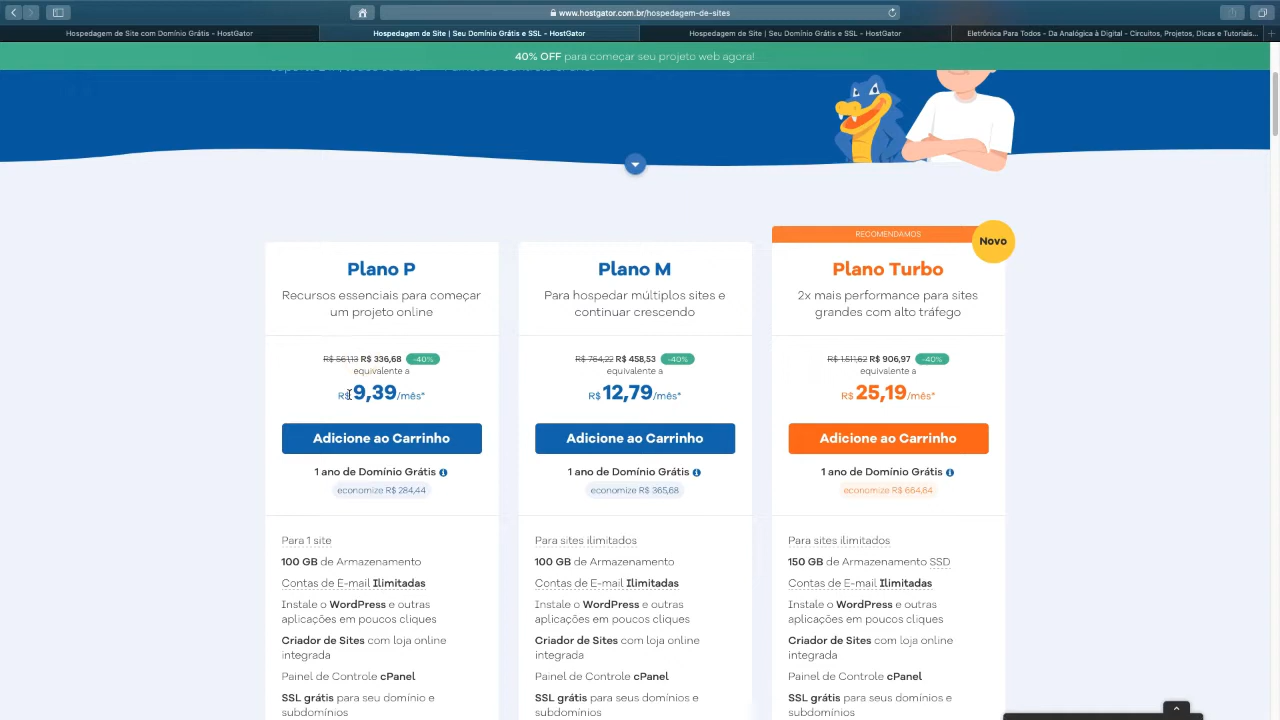 www.hostgator.com.br/hospedagem-de-sites
Hospedagem de Site com Domínio Grátis - HostGator
Hospedagem de Site | Seu Domínio Grátis e SSL - HostGator
Hospedagem de Site | Seu Domínio Grátis e SSL - HostGator
Eletrônica Para Todos - Da Analógica à Digital - Circuitos, Projetos, Dicas e Tutoriais...
40% OFF para começar seu projeto web agora!
Plano P
Recursos essenciais para começar
um projeto online
R$ 561,13 R$ 336,68 -40%
equivalente a
R$ 9,39/mês*
Adicione ao Carrinho
1 ano de Domínio Grátis
economize R$ 284,44
Para 1 site
100 GB de Armazenamento
Contas de E-mail Ilimitadas
Instale o WordPress e outras
aplicações em poucos cliques
Criador de Sites com loja online
integrada
Painel de Controle cPanel
SSL grátis para seu domínio e
subdomínios
Plano M
Para hospedar múltiplos sites e
continuar crescendo
R$ 764,22 R$ 458,53 -40%
equivalente a
R$ 12,79/mês*
Adicione ao Carrinho
1 ano de Domínio Grátis
economize R$ 365,68
Para sites ilimitados
100 GB de Armazenamento
Contas de E-mail Ilimitadas
Instale o WordPress e outras
aplicações em poucos cliques
Criador de Sites com loja online
integrada
Painel de Controle cPanel
SSL grátis para seus domínios e
subdomínios
RECOMENDAMOS
Novo
Plano Turbo
2x mais performance para sites
grandes com alto tráfego
R$ 1.511,62 R$ 906,97 -40%
equivalente a
R$ 25,19/mês*
Adicione ao Carrinho
1 ano de Domínio Grátis
economize R$ 664,64
Para sites ilimitados
150 GB de Armazenamento SSD
Contas de E-mail Ilimitadas
Instale o WordPress e outras
aplicações em poucos cliques
Criador de Sites com loja online
integrada
Painel de Controle cPanel
SSL grátis para seus domínios e
subdomínios